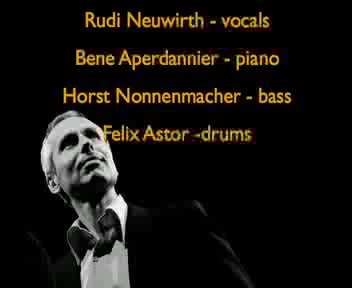 Rudi Neuwirth - vocals
Bene Aperdannier - piano
Horst Nonnenmacher - bass
Felix Astor -drums